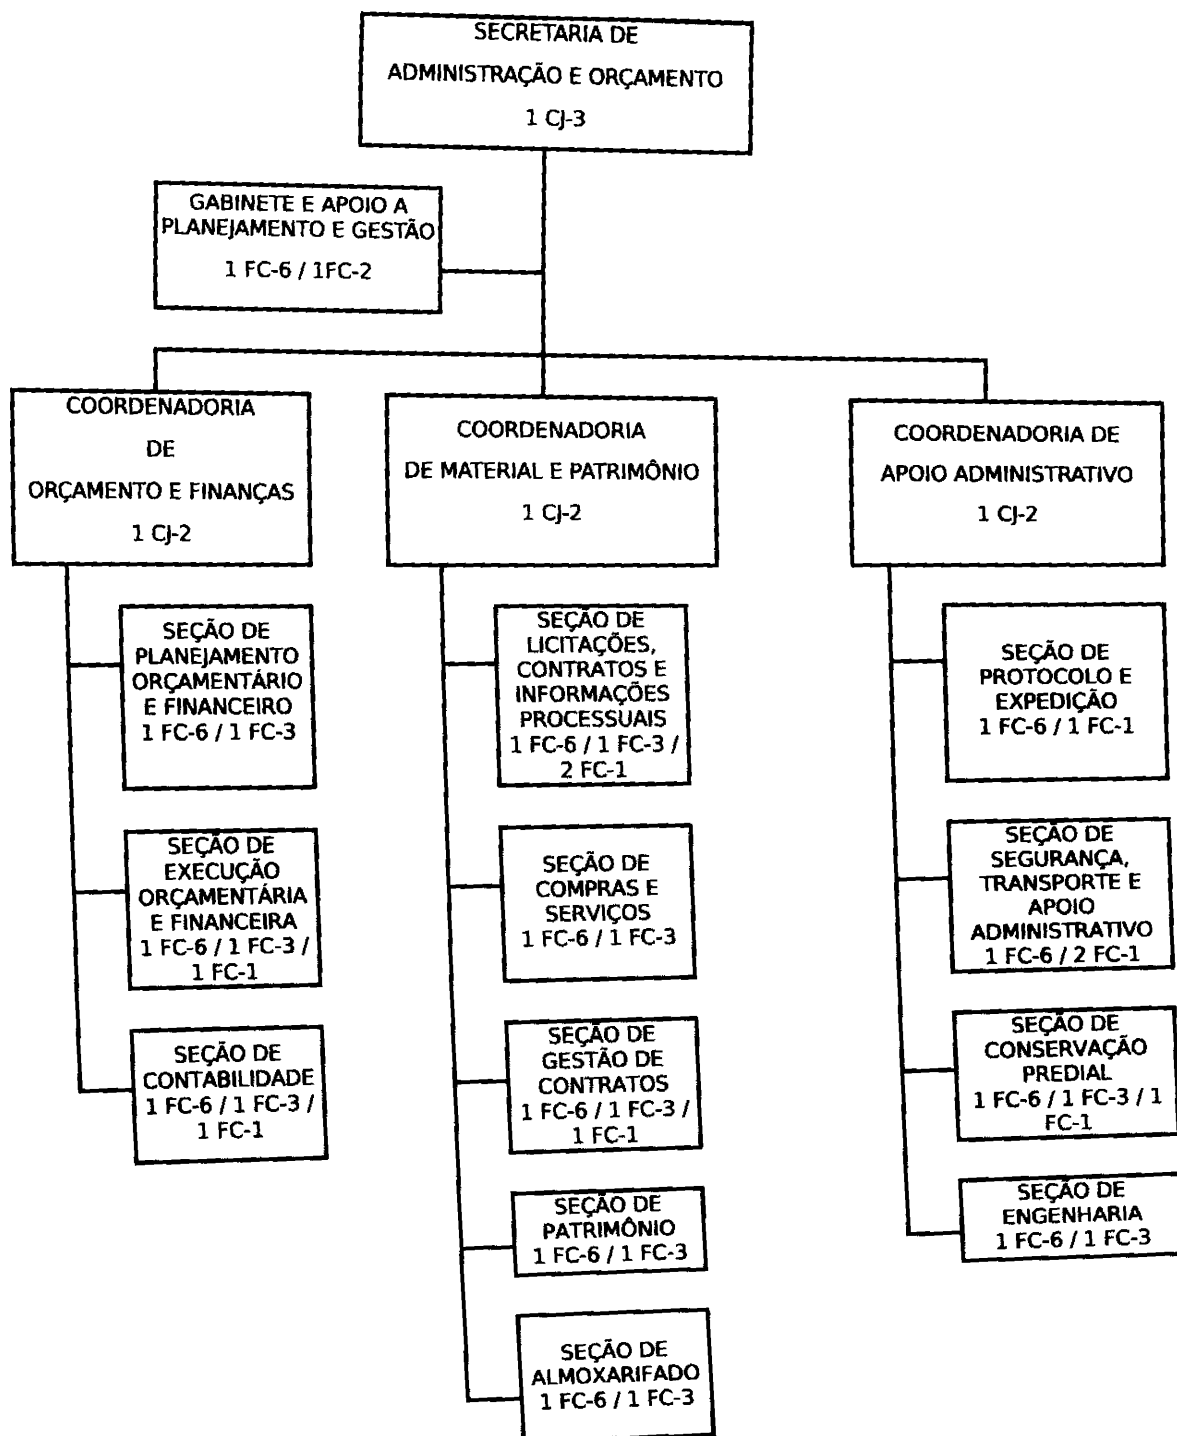 SECRETARIA DE
ADMINISTRAÇÃO E ORÇAMENTO
1 CJ-3
GABINETE E APOIO A
PLANEJAMENTO E GESTÃO
1 FC-6 / 1FC-2
COORDENADORIA
DE
ORÇAMENTO E FINANÇAS
1 CJ-2
SEÇÃO DE
PLANEJAMENTO
ORÇAMENTÁRIO
E FINANCEIRO
1 FC-6 / 1 FC-3
SEÇÃO DE
EXECUÇÃO
ORÇAMENTÁRIA
E FINANCEIRA
1 FC-6 / 1 FC-3 /
1 FC-1
SEÇÃO DE
CONTABILIDADE
1 FC-6 / 1 FC-3 /
1 FC-1
COORDENADORIA
DE MATERIAL E PATRIMÔNIO
1 CJ-2
SEÇÃO DE
LICITAÇÕES,
CONTRATOS E
INFORMAÇÕES
PROCESSUAIS
1 FC-6 / 1 FC-3 /
2 FC-1
SEÇÃO DE
COMPRAS E
SERVIÇOS
1 FC-6 / 1 FC-3
SEÇÃO DE
GESTÃO DE
CONTRATOS
1 FC-6 / 1 FC-3 /
1 FC-1
SEÇÃO DE
PATRIMÔNIO
1 FC-6 / 1 FC-3
SEÇÃO DE
ALMOXARIFADO
1 FC-6 / 1 FC-3
COORDENADORIA DE
APOIO ADMINISTRATIVO
1 CJ-2
SEÇÃO DE
PROTOCOLO E
EXPEDIÇÃO
1 FC-6 / 1 FC-1
SEÇÃO DE
SEGURANÇA,
TRANSPORTE E
APOIO
ADMINISTRATIVO
1 FC-6 / 2 FC-1
SEÇÃO DE
CONSERVAÇÃO
PREDIAL
1 FC-6 / 1 FC-3 / 1
FC-1
SEÇÃO DE
ENGENHARIA
1 FC-6 / 1 FC-3